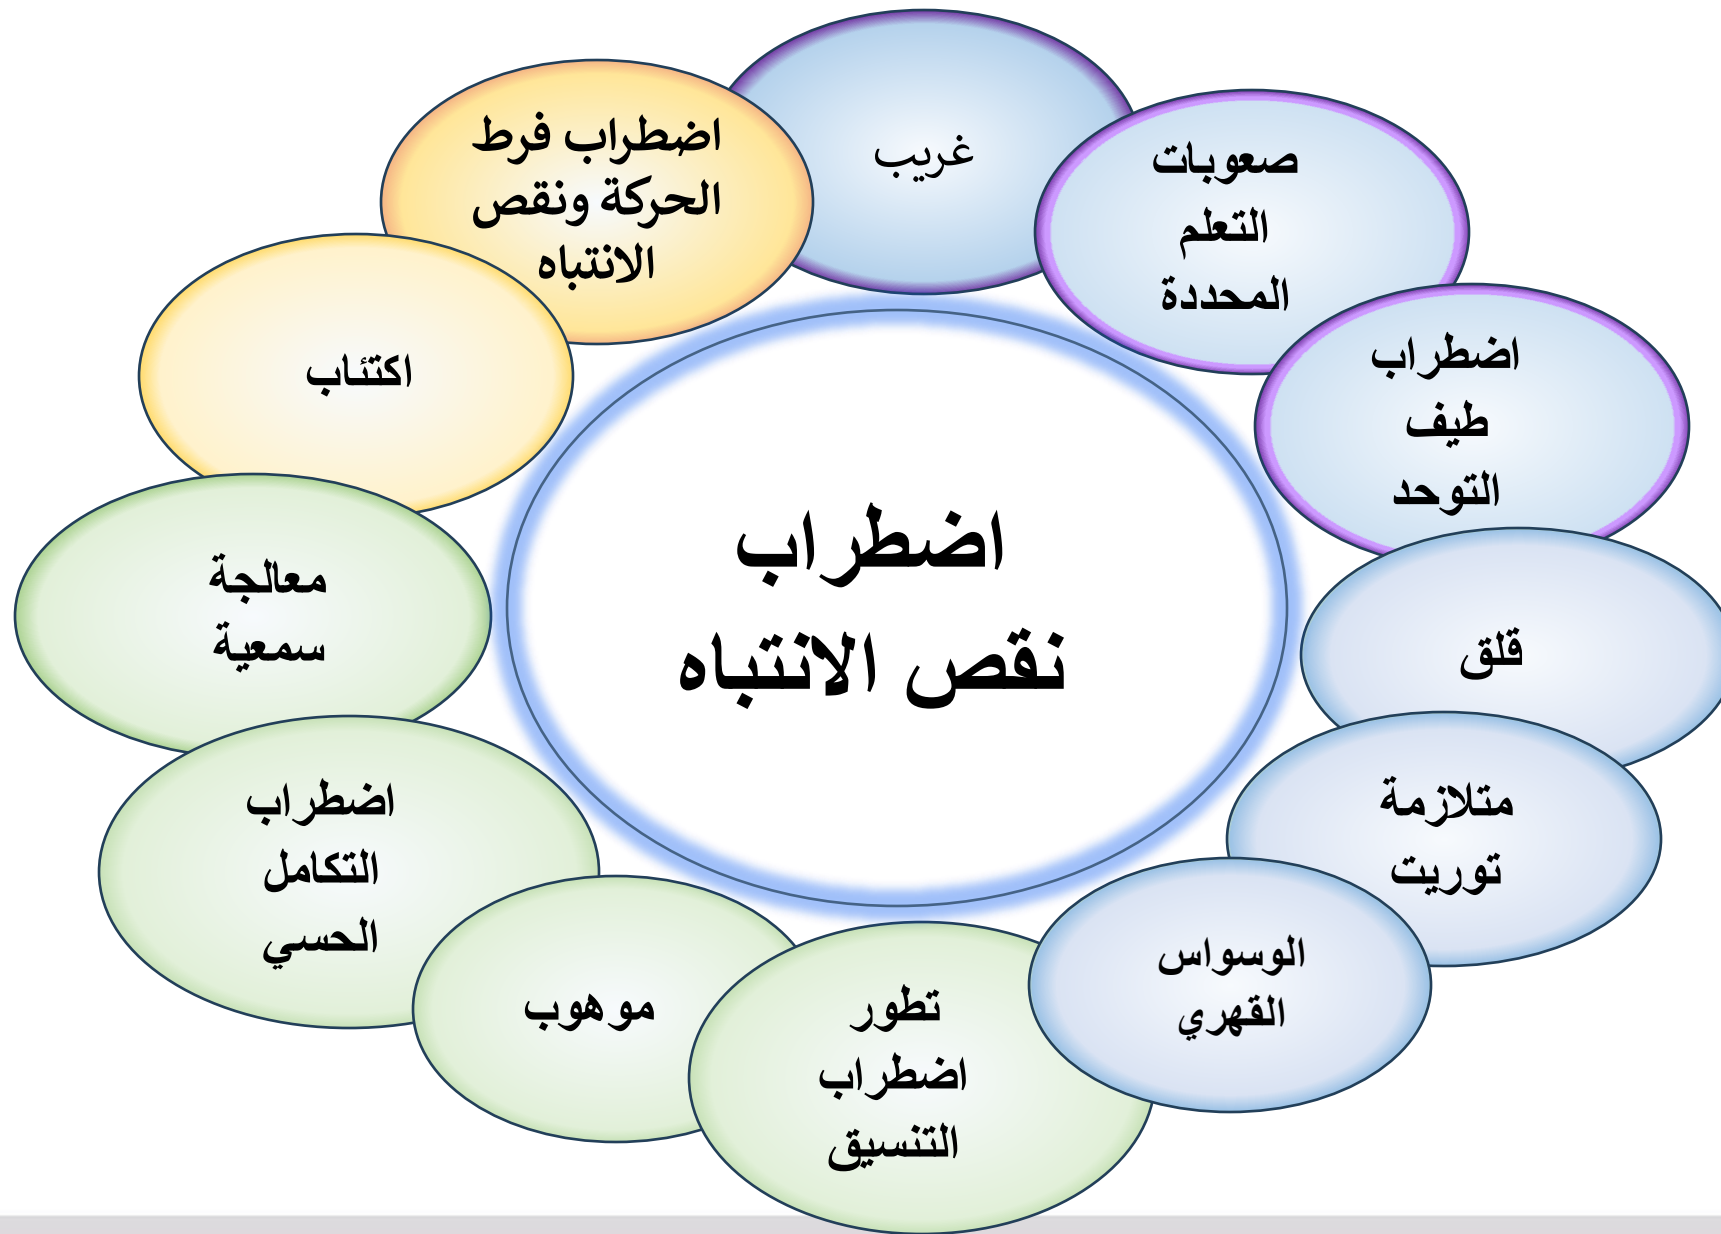 غريب
صعوبات
التعلم
المحددة
اضطراب
طيف
التوحد
قلق
متلازمة
توريت
الوسواس
القهري
تطور
اضطراب
التنسيق
موهوب
اضطراب
التكامل
الحسي
معالجة
سمعية
اكتئاب
اضطراب فرط
الحركة ونقص
الانتباه
اضطراب
نقص الانتباه